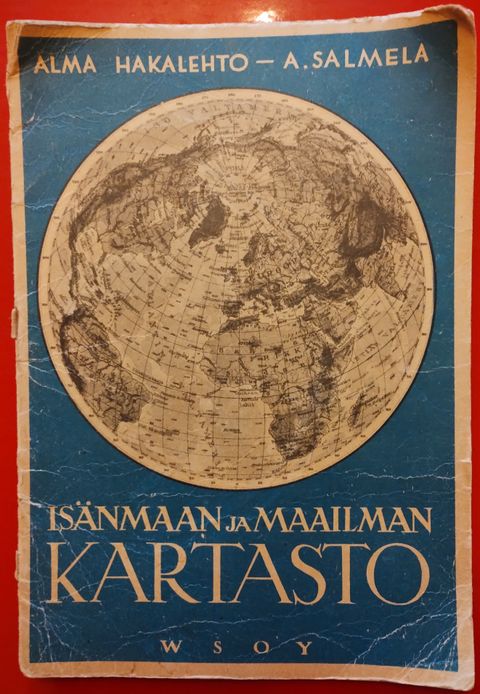 ALMA HAKALEHTO — A. SALMELA
ISÄNMAAN JA MAAILMAN
KARTASTO
WSOY